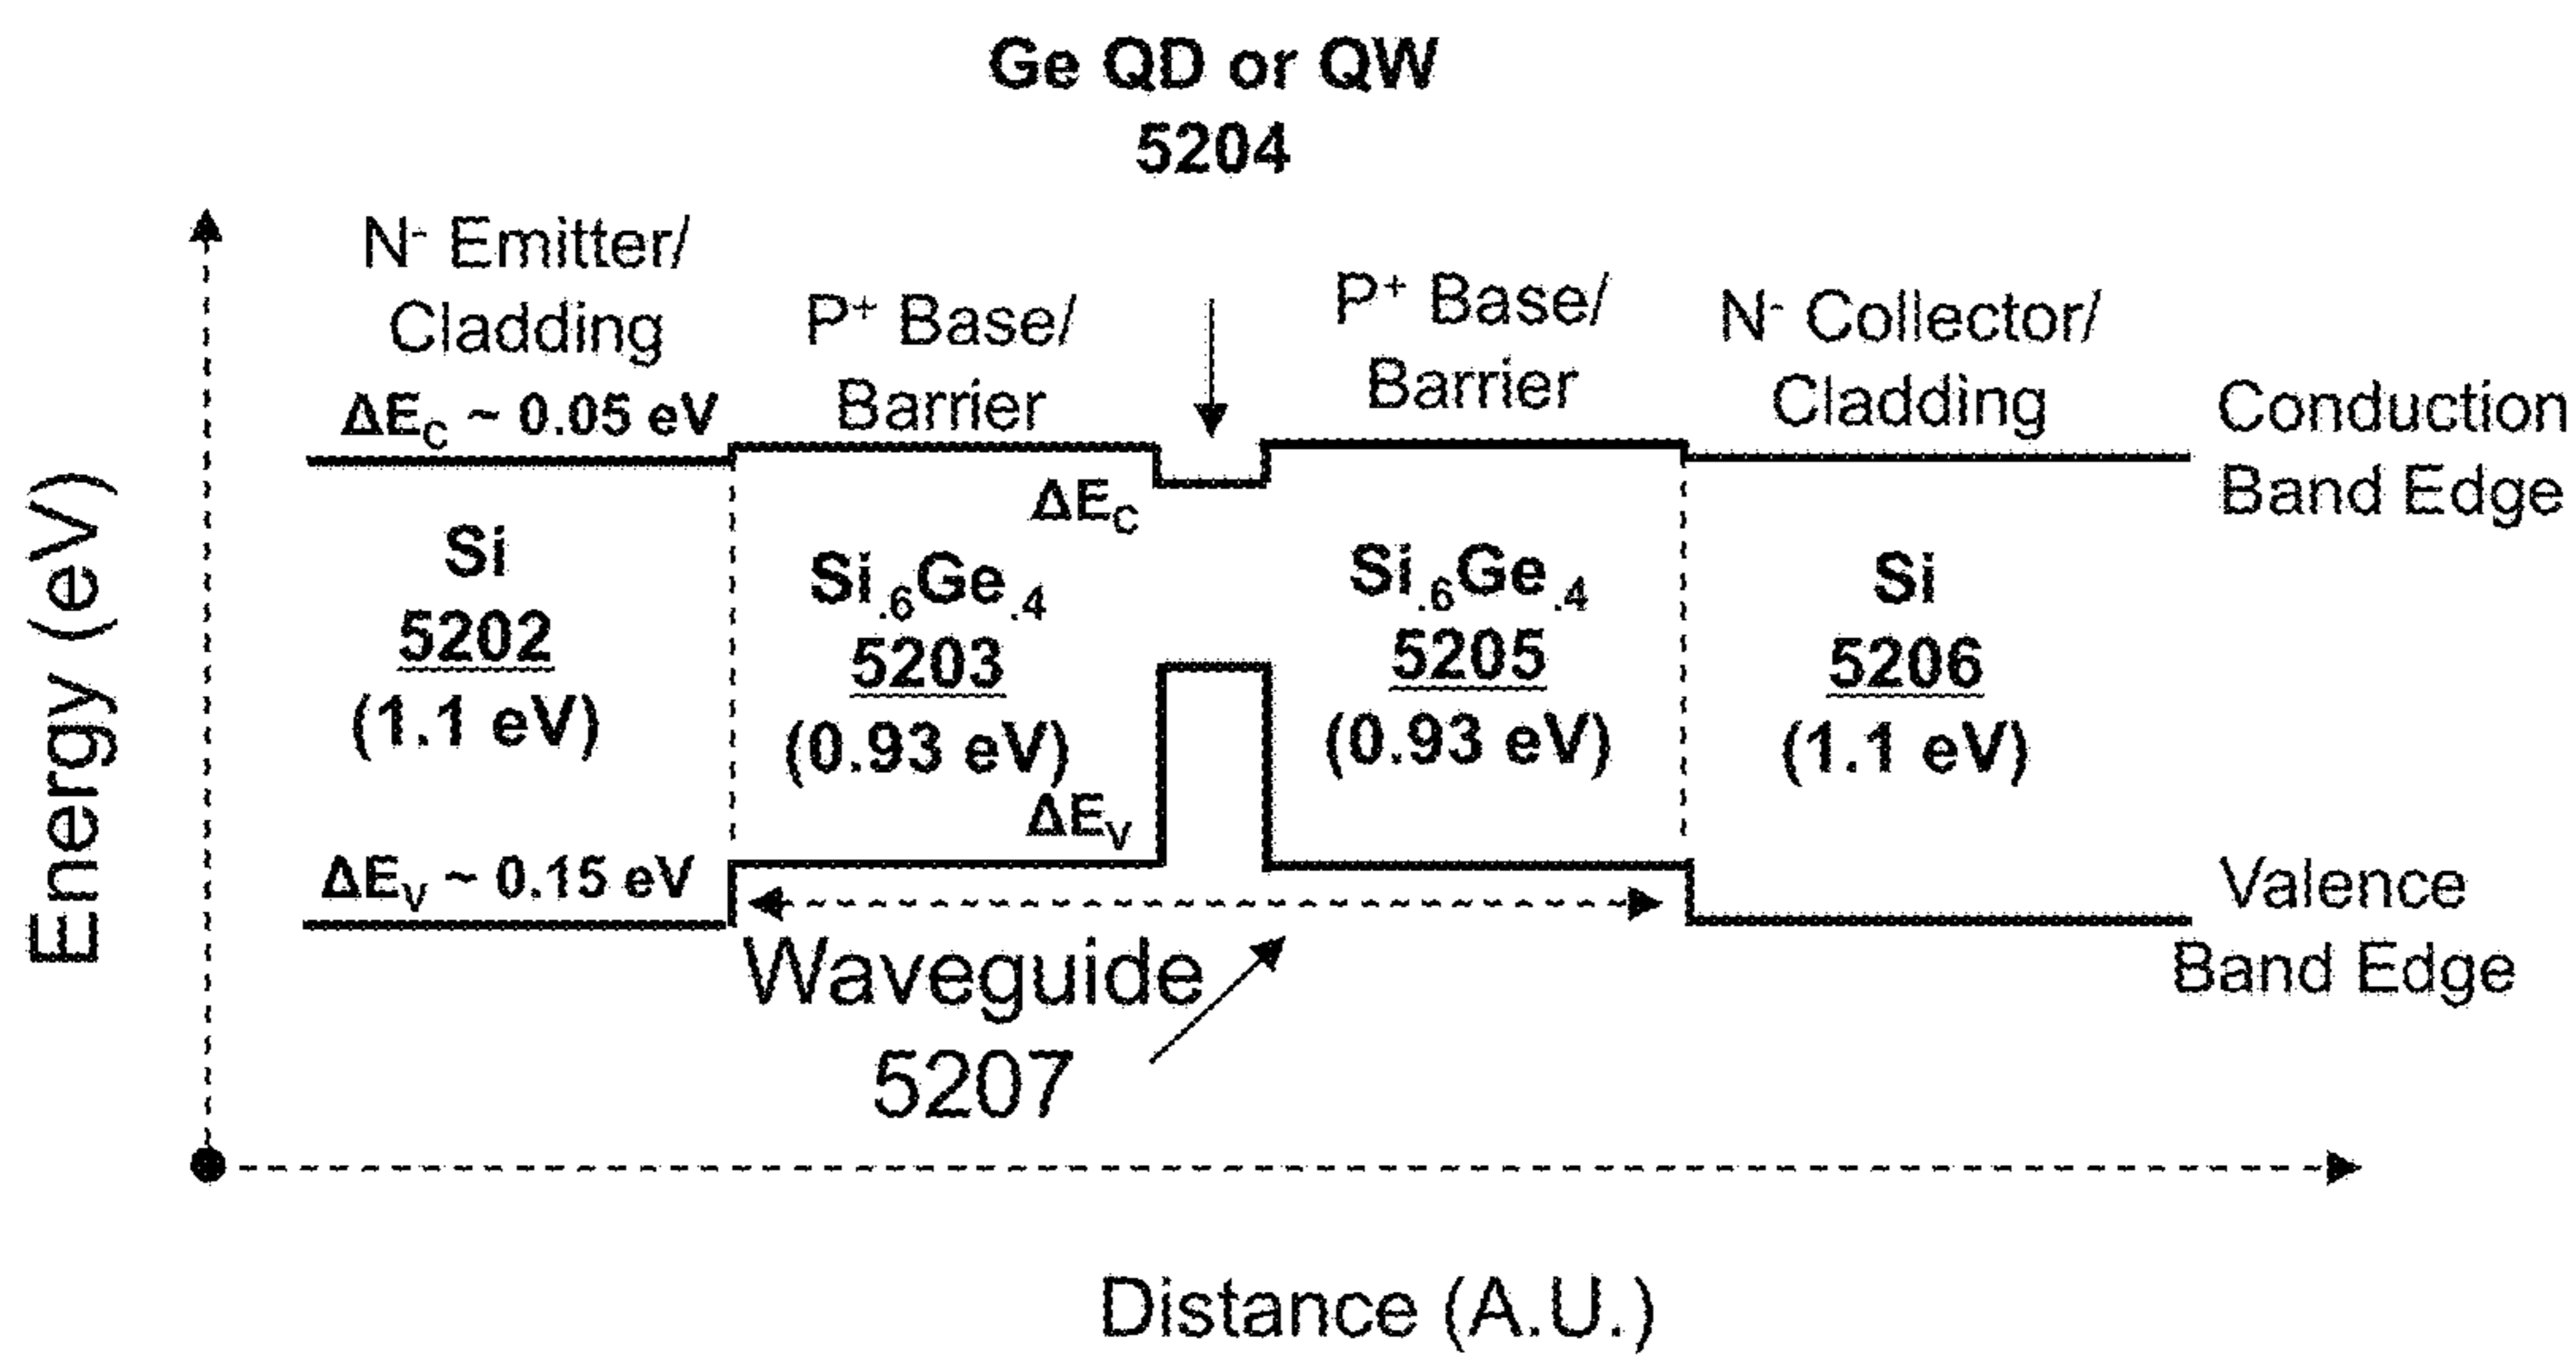 Ge QD or QW
5204
N- Emitter/
Cladding
P+ Base/
Barrier
P+ Base/
Barrier
N- Collector/
Cladding
ΔEC ~ 0.05 eV
Conduction
Band Edge
ΔEC
Si
5202
(1.1 eV)
Si.6Ge.4
5203
(0.93 eV)
Si.6Ge.4
5205
(0.93 eV)
Si
5206
(1.1 eV)
ΔEV
ΔEV ~ 0.15 eV
Valence
Band Edge
Waveguide
5207
Energy (eV)
Distance (A.U.)